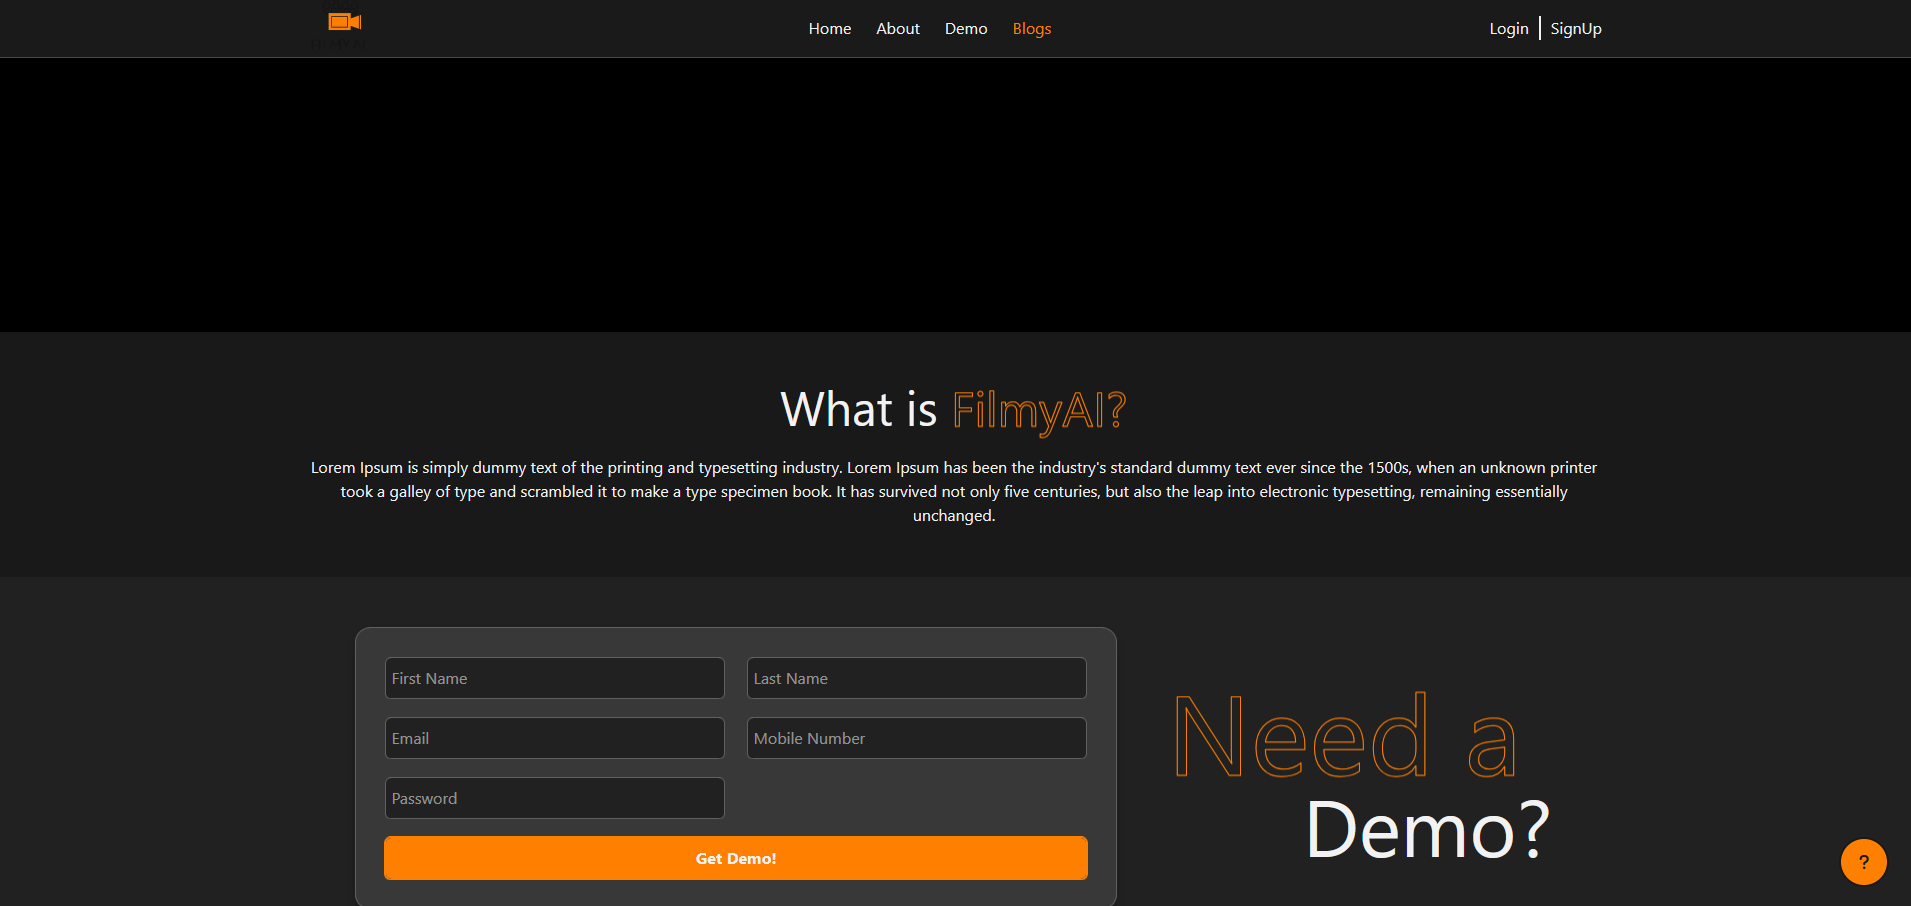 Home About Demo Blogs Login SignUp
What is FilmyAI?
Lorem Ipsum is simply dummy text of the printing and typesetting industry. Lorem Ipsum has been the industry's standard dummy text ever since the 1500s, when an unknown printer
took a galley of type and scrambled it to make a type specimen book. It has survived not only five centuries, but also the leap into electronic typesetting, remaining essentially
unchanged.
First Name Last Name
Email Mobile Number
Password
Get Demo!
Need a
Demo?
?